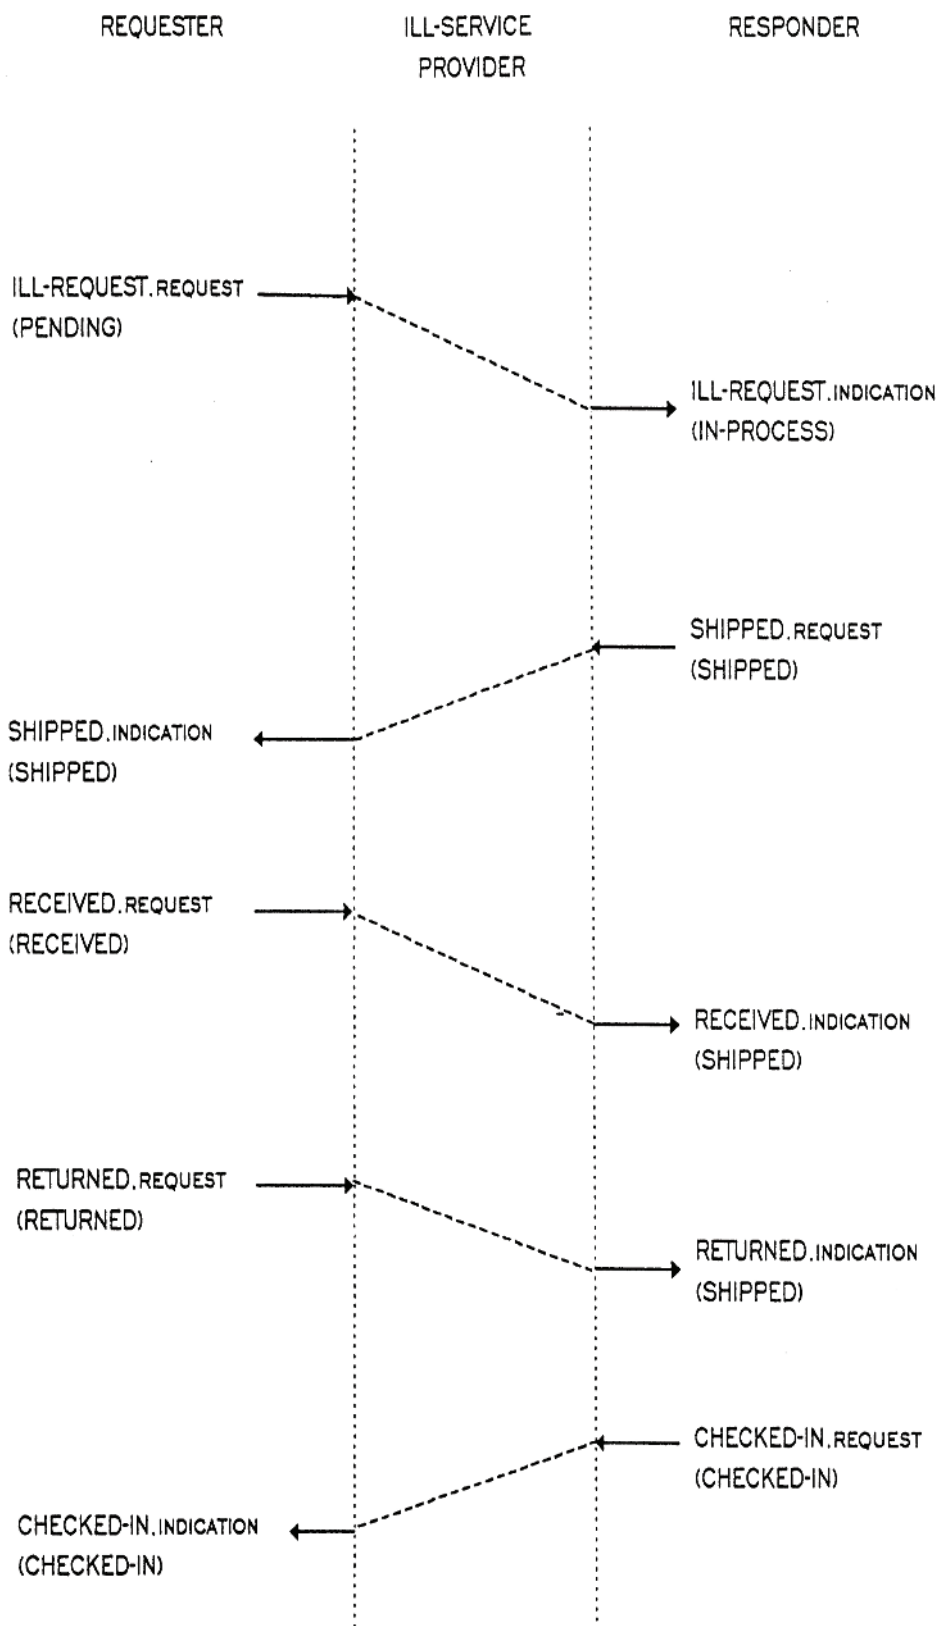 REQUESTER
ILL-SERVICE
PROVIDER
RESPONDER
ILL-REQUEST.REQUEST
(PENDING)
ILL-REQUEST.INDICATION
(IN-PROCESS)
SHIPPED.REQUEST
(SHIPPED)
SHIPPED.INDICATION
(SHIPPED)
RECEIVED.REQUEST
(RECEIVED)
RECEIVED.INDICATION
(SHIPPED)
RETURNED.REQUEST
(RETURNED)
RETURNED.INDICATION
(SHIPPED)
CHECKED-IN.REQUEST
(CHECKED-IN)
CHECKED-IN.INDICATION
(CHECKED-IN)